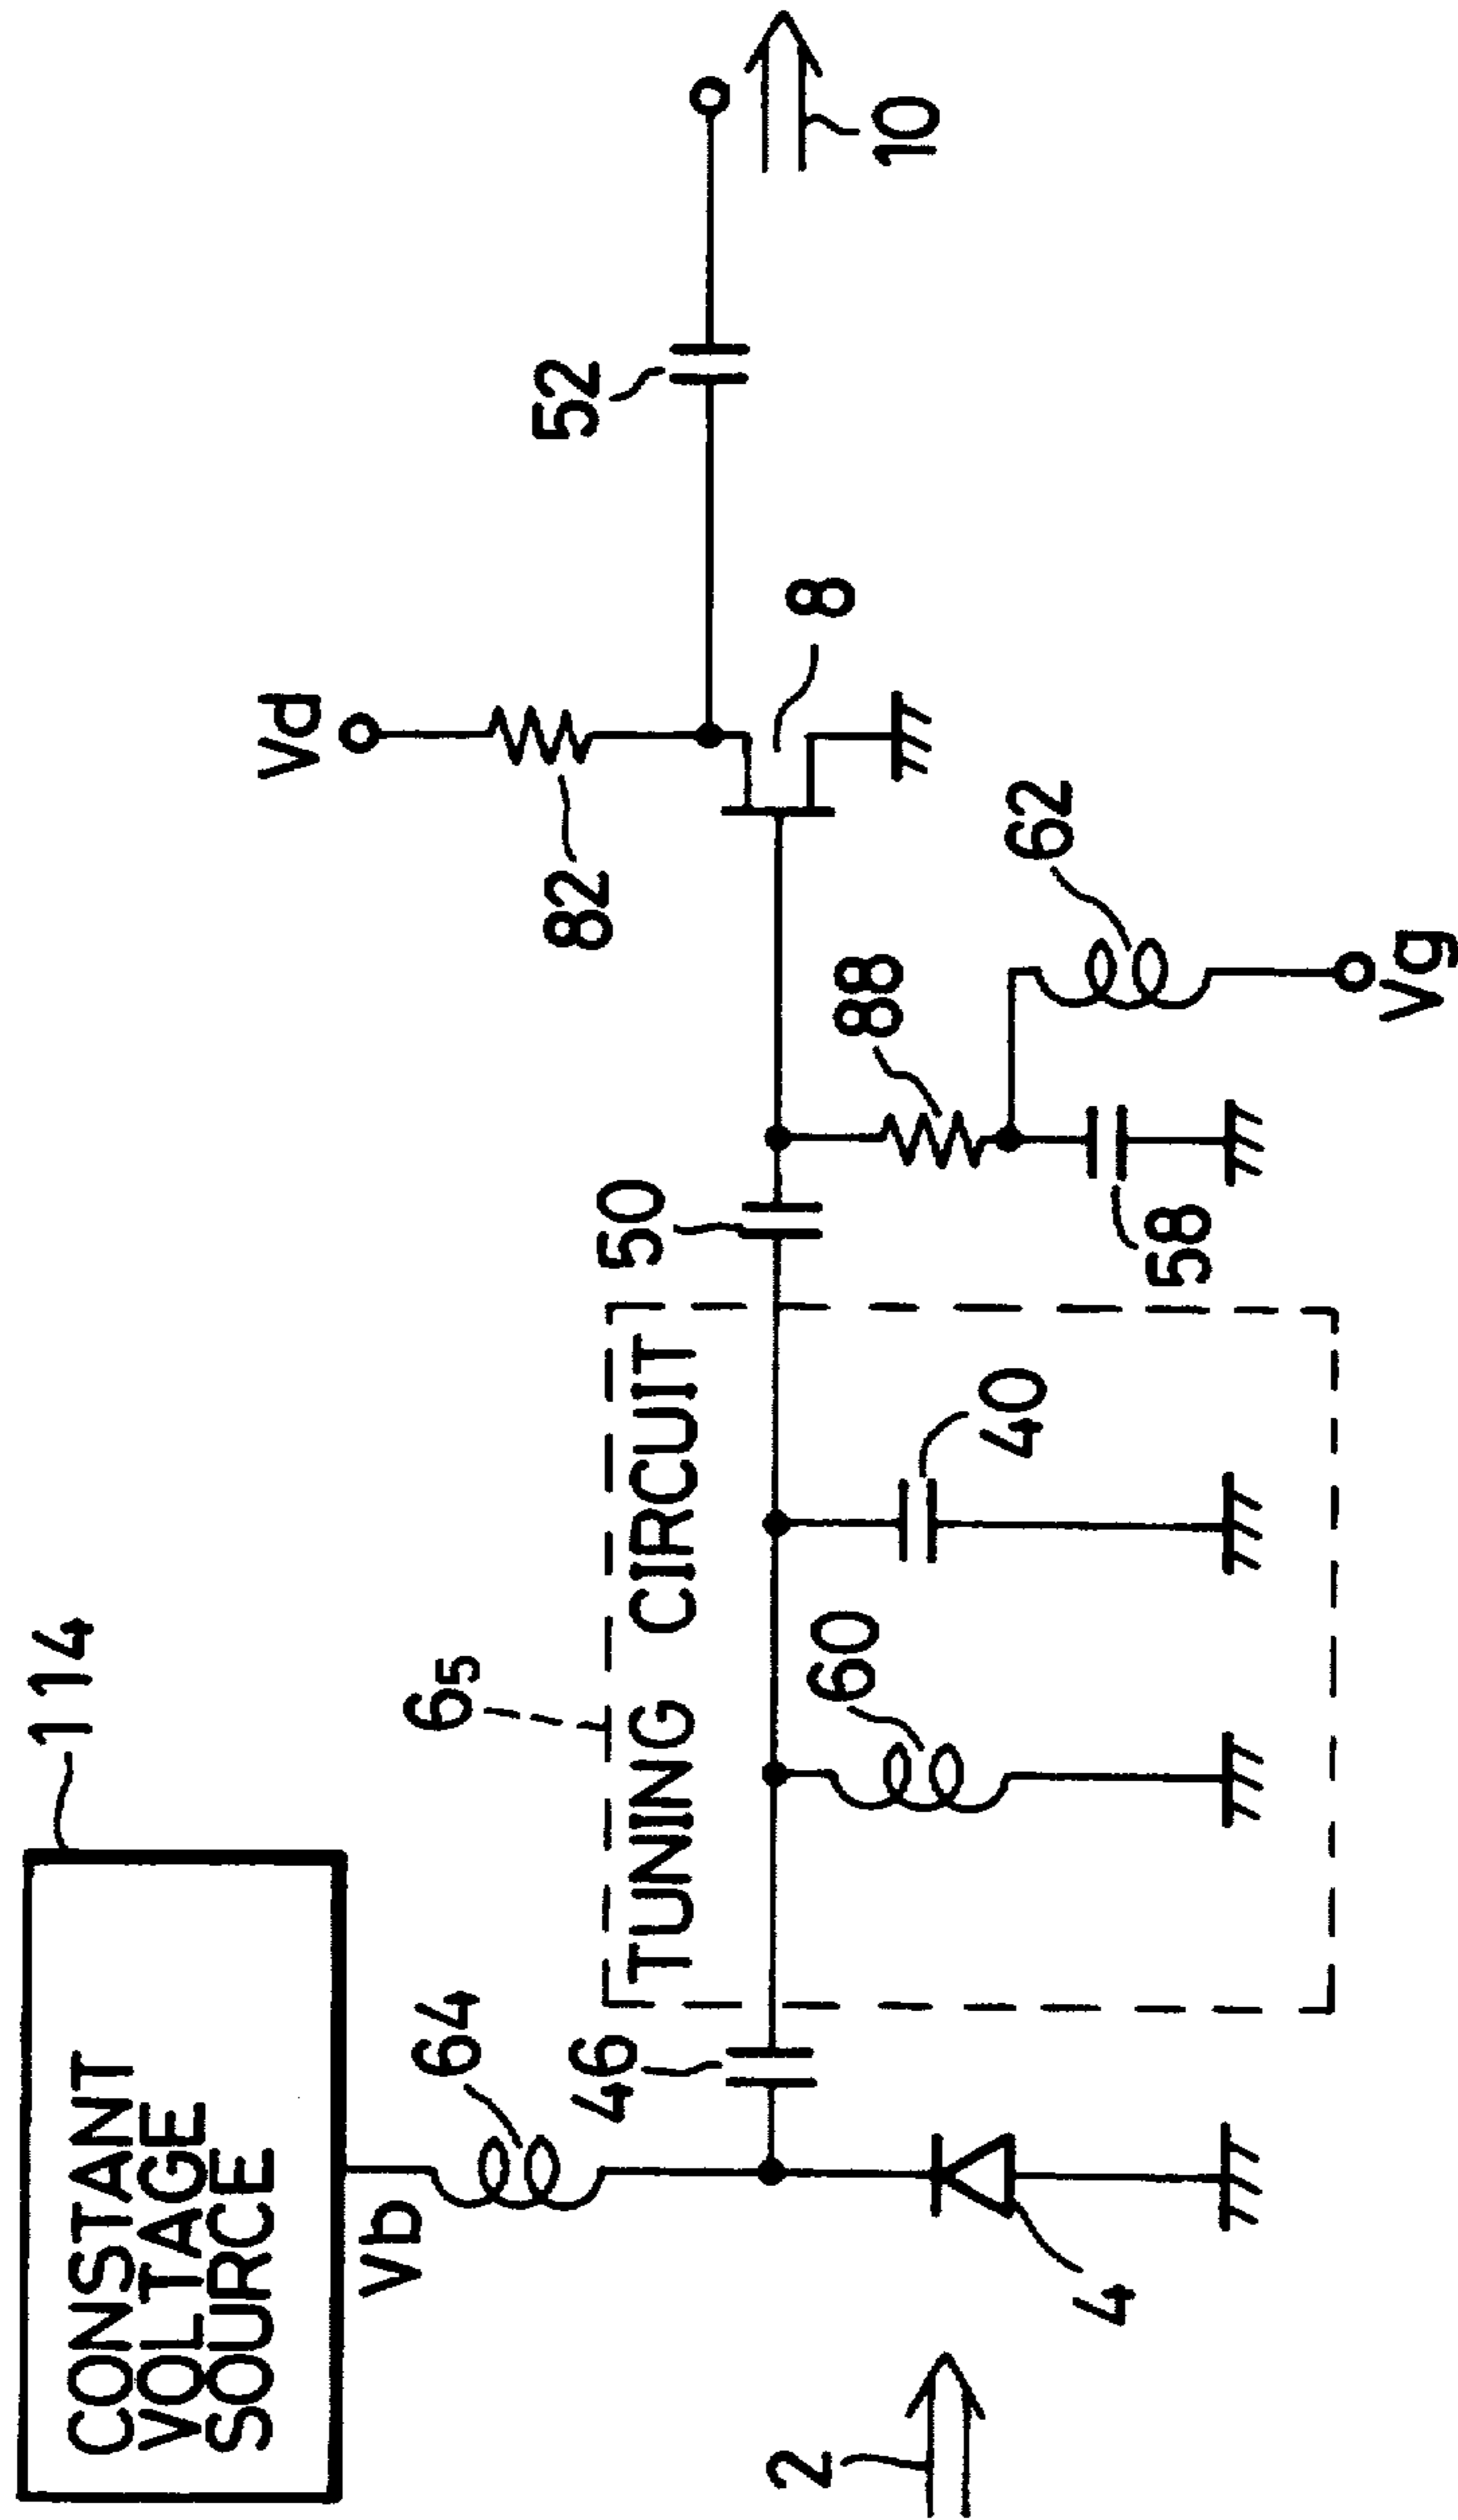 CONSTANT
VOLTAGE
SOURCE
114
Vb
64
65
46
TUNING CIRCUIT
60
40
50
88
58
62
Vg
Vd
82
8
52
10
2
4